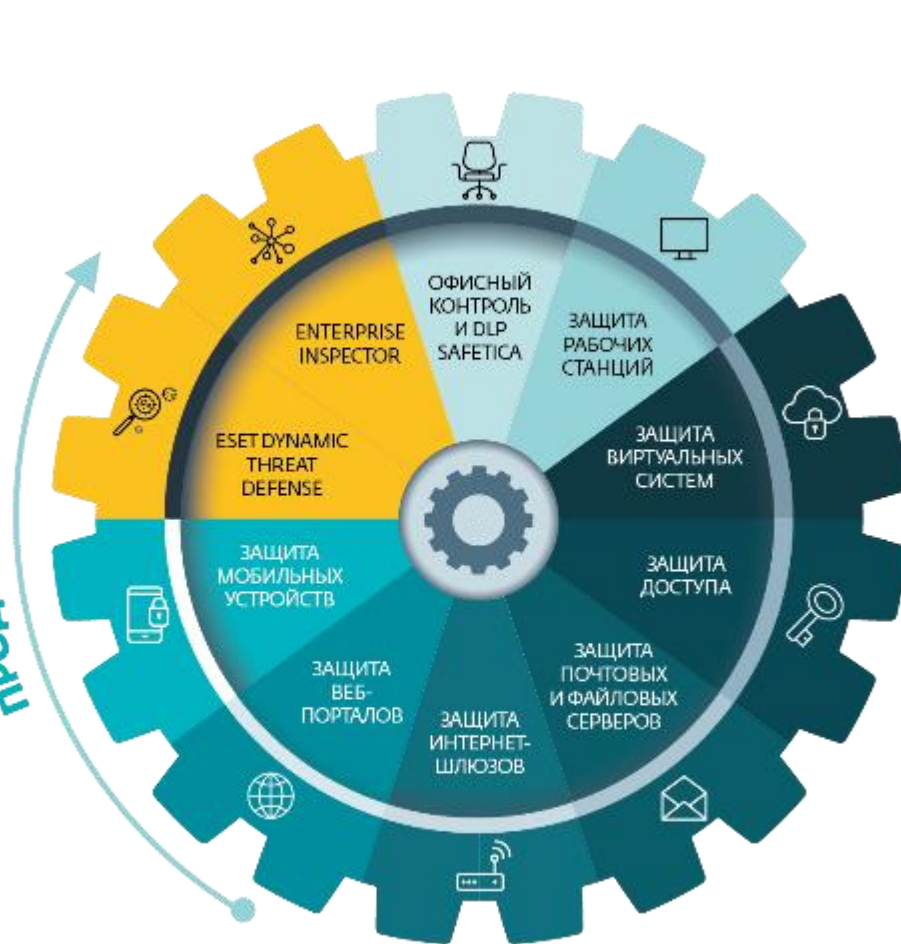 ОФИСНЫЙ
КОНТРОЛЬ
И DLP
SAFETICA
ЗАЩИТА
РАБОЧИХ
СТАНЦИЙ
ЗАЩИТА
ВИРТУАЛЬНЫХ
СИСТЕМ
ЗАЩИТА
ДОСТУПА
ЗАЩИТА
ПОЧТОВЫХ
И ФАЙЛОВЫХ
СЕРВЕРОВ
ЗАЩИТА
ИНТЕРНЕТ-
ШЛЮЗОВ
ЗАЩИТА
ВЕБ-
ПОРТАЛОВ
ЗАЩИТА
МОБИЛЬНЫХ
УСТРОЙСТВ
ESET DYNAMIC
THREAT
DEFENSE
ENTERPRISE
INSPECTOR